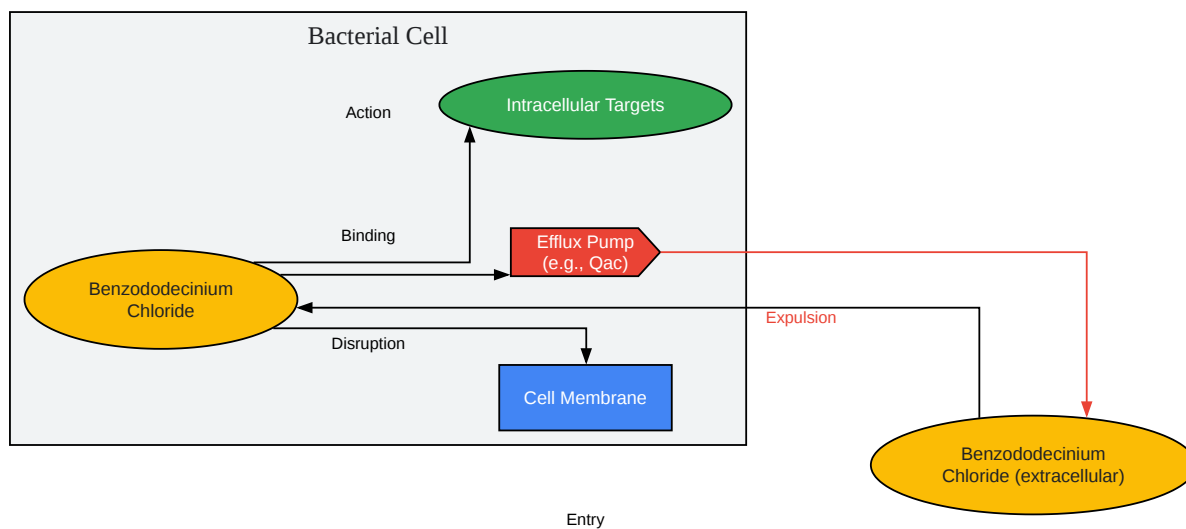 Bacterial Cell
Intracellular Targets
Action
Binding
Efflux Pump
(e.g., Qac)
Benzododecinium
Chloride
Expulsion
Disruption
Cell Membrane
Benzododecinium
Chloride (extracellular)
Entry